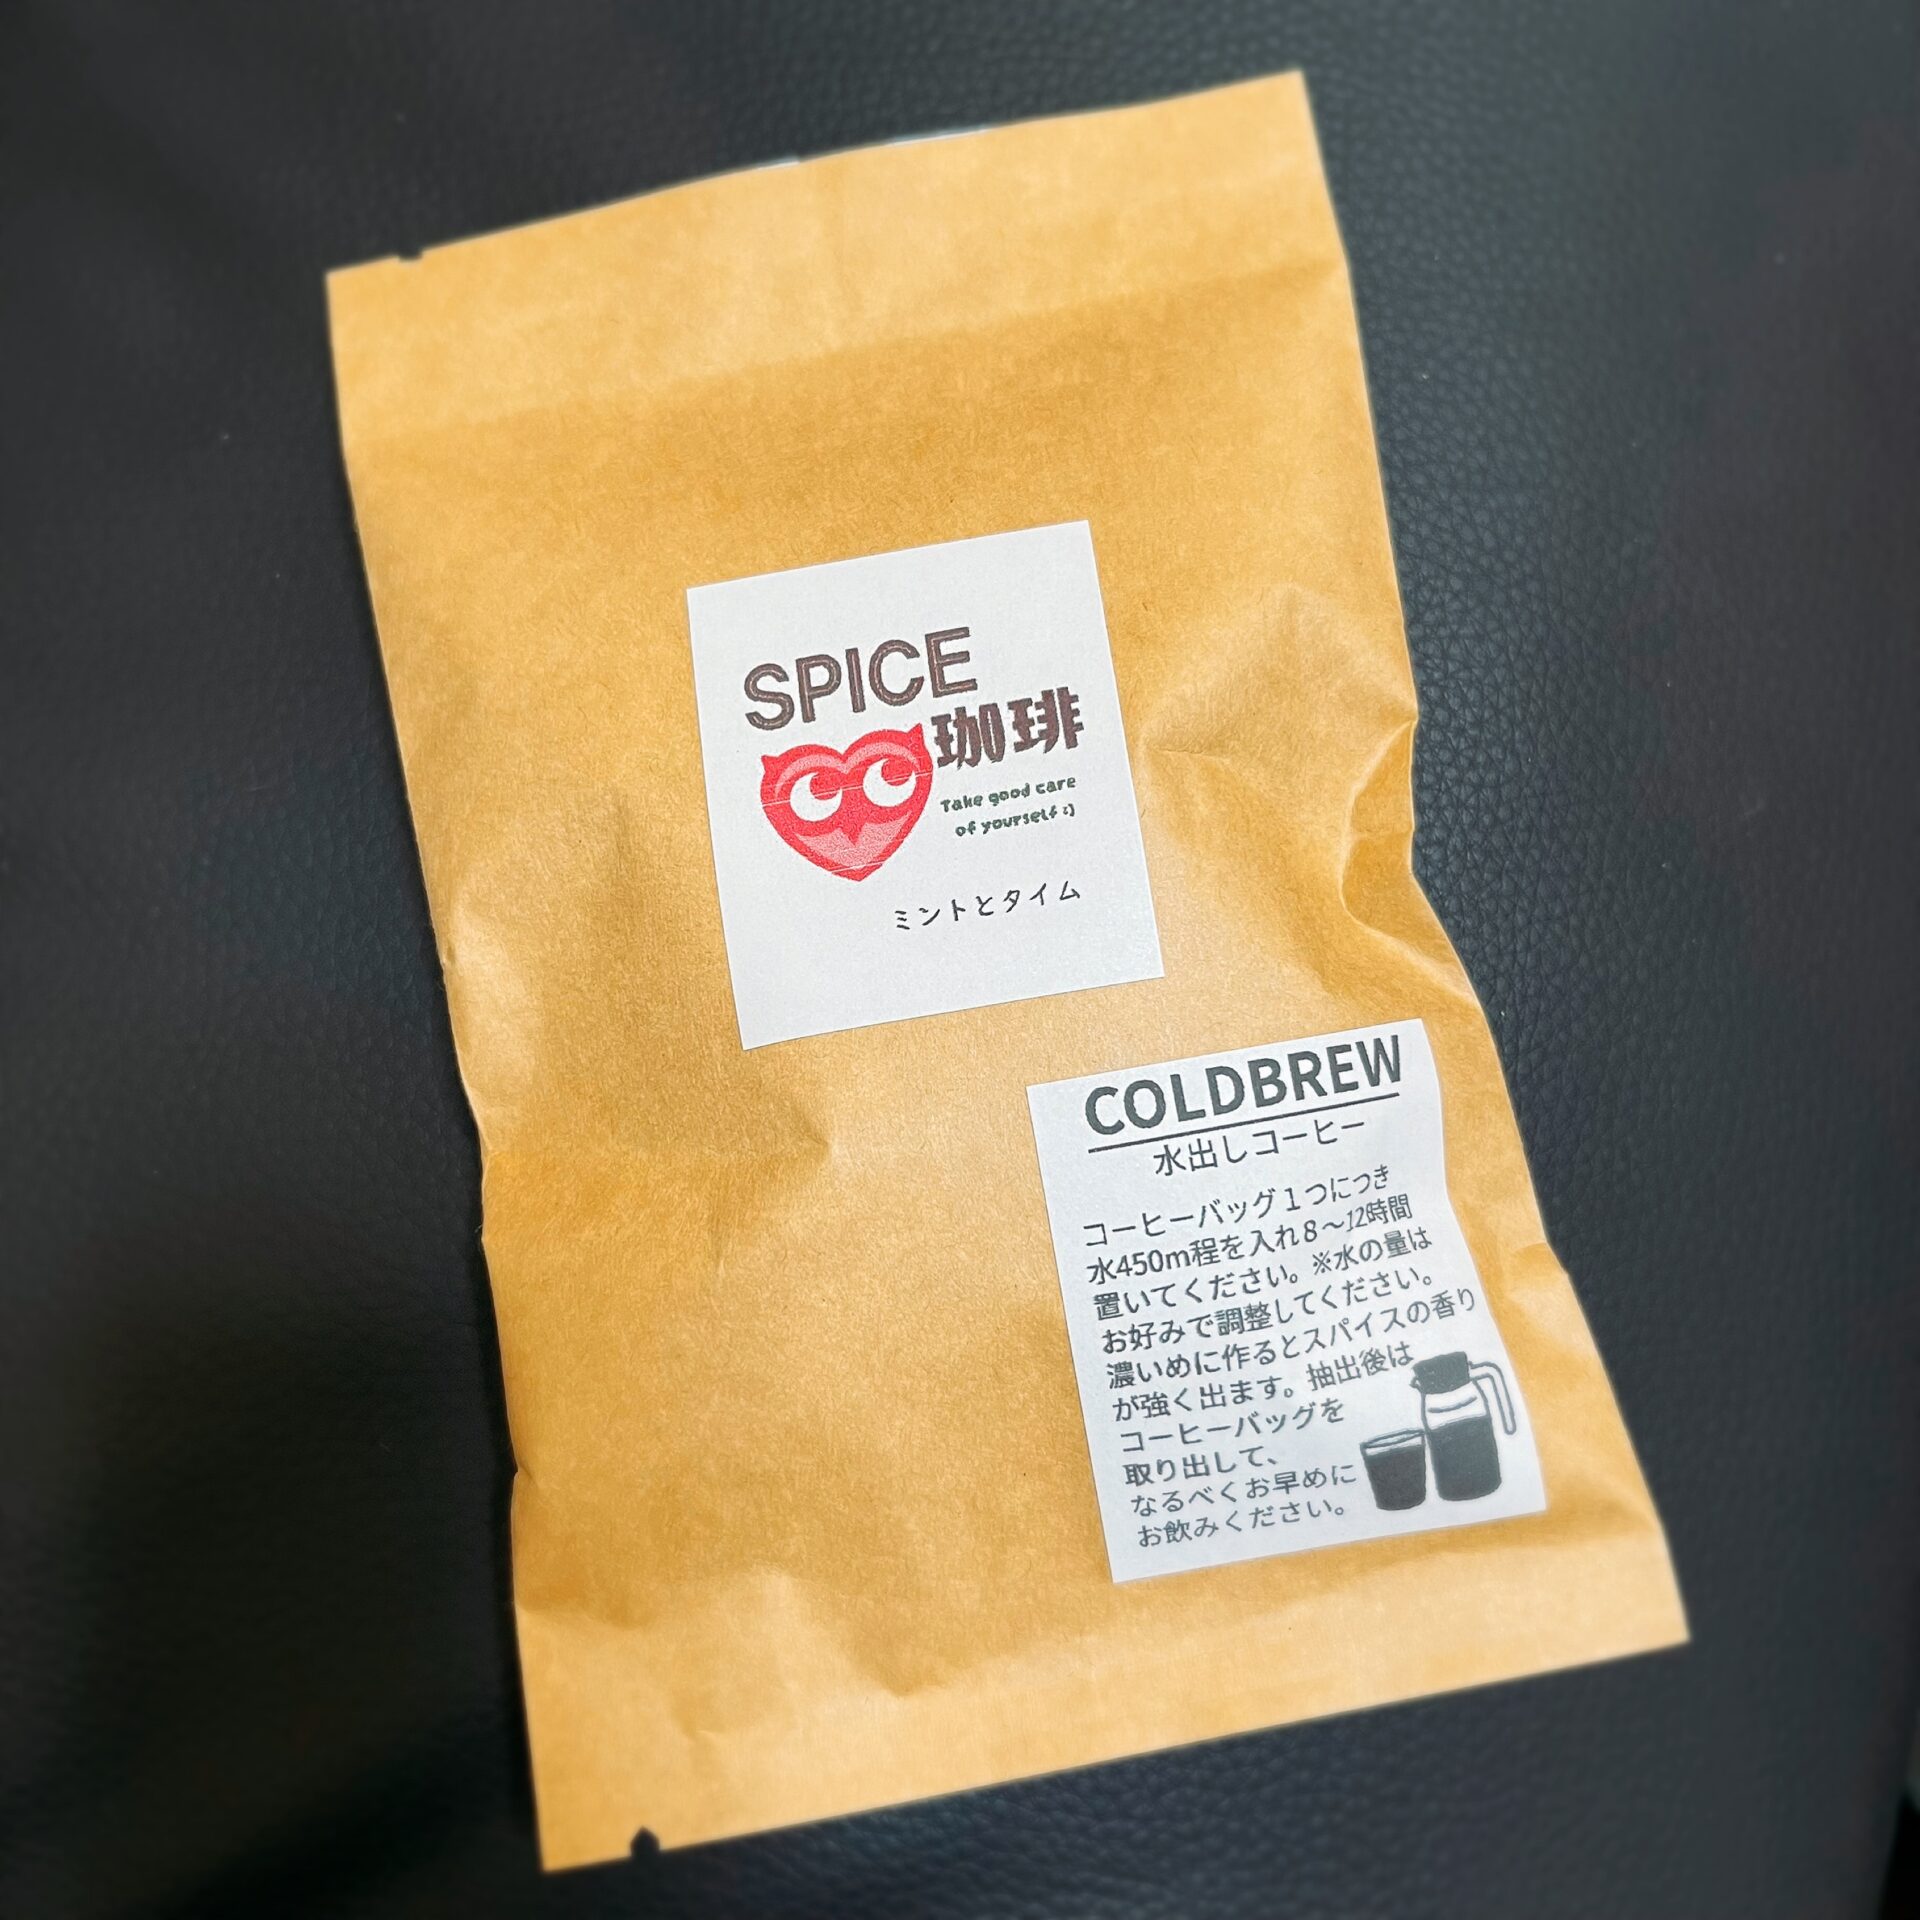 SPICE
珈琲
Take good care
of yourself :)
ミントとタイム
COLDBREW
水出しコーヒー
コーヒーバッグ１つにつき
水450m程を入れ８〜12時間
置いてください。※水の量は
お好みで調整してください。
濃いめに作るとスパイスの香り
が強く出ます。抽出後は
コーヒーバッグを
取り出して、
なるべくお早めに
お飲みください。